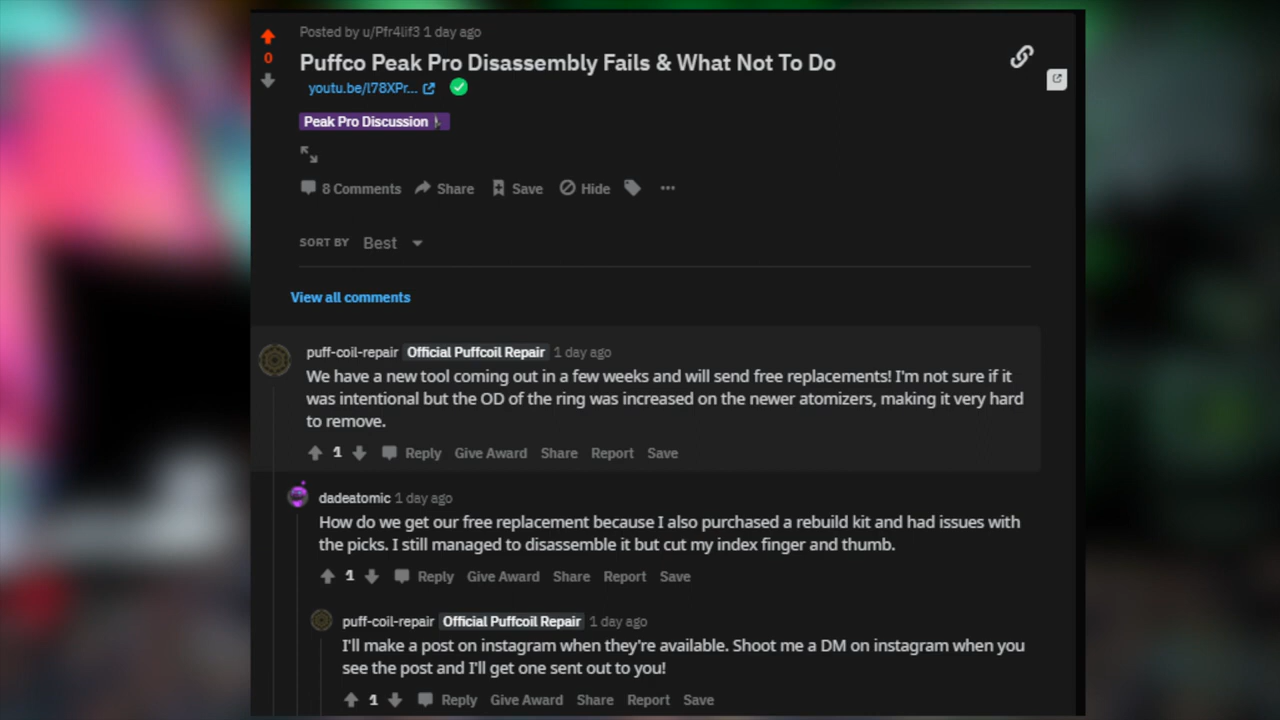 Posted by u/Pfr4lif3 1 day ago
0
Puffco Peak Pro Disassembly Fails & What Not To Do
youtu.be/l78XPr...
Peak Pro Discussion
8 Comments Share Save Hide
SORT BY Best
View all comments
puff-coil-repair Official Puffcoil Repair 1 day ago
We have a new tool coming out in a few weeks and will send free replacements! I'm not sure if it
was intentional but the OD of the ring was increased on the newer atomizers, making it very hard
to remove.
1 Reply Give Award Share Report Save
dadeatomic 1 day ago
How do we get our free replacement because I also purchased a rebuild kit and had issues with
the picks. I still managed to disassemble it but cut my index finger and thumb.
1 Reply Give Award Share Report Save
puff-coil-repair Official Puffcoil Repair 1 day ago
I'll make a post on instagram when they're available. Shoot me a DM on instagram when you
see the post and I'll get one sent out to you!
1 Reply Give Award Share Report Save